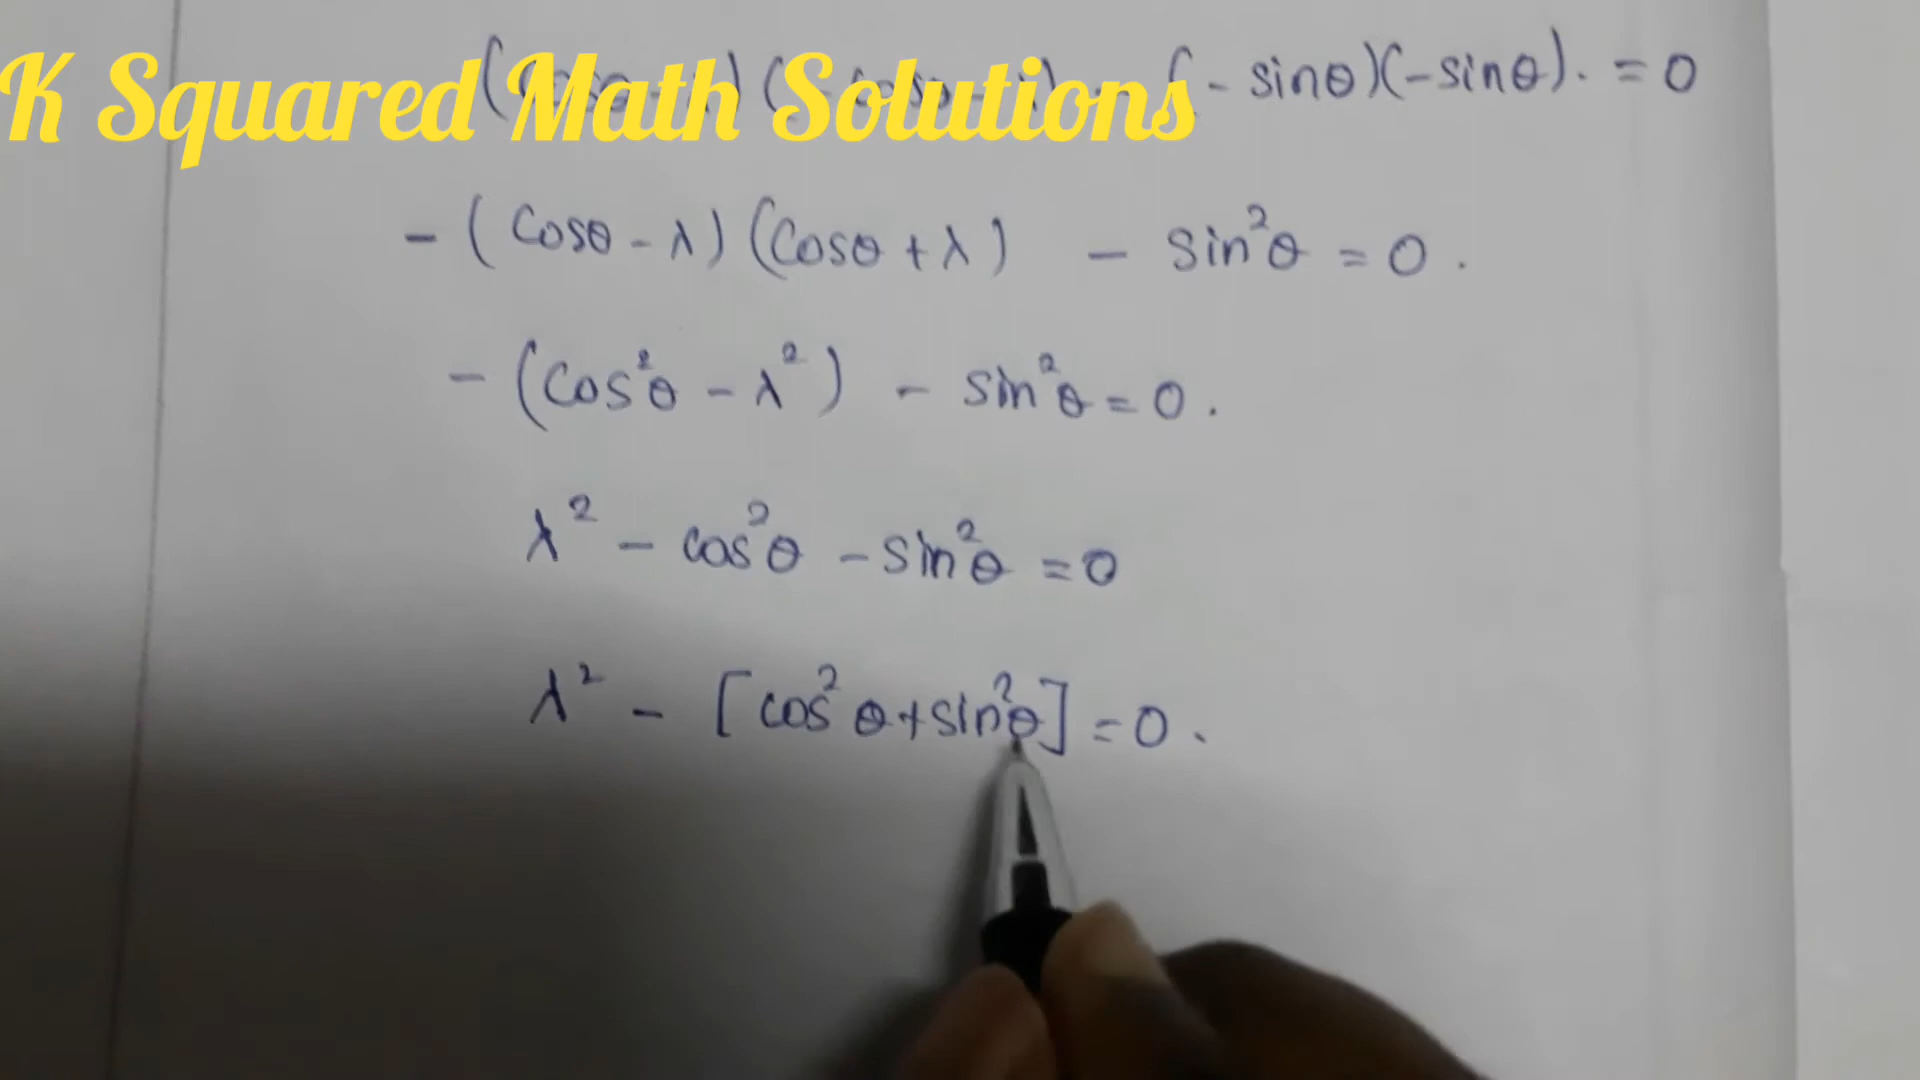 K Squared Math Solutions
(- sinθ)(-sinθ). = 0
- (Cosθ - λ) (Cosθ + λ) - Sin²θ = 0 .
- (Cos²θ - λ²) - Sin²θ = 0 .
λ² - Cos²θ - Sin²θ = 0
λ² - [Cos²θ + Sin²θ] = 0 .